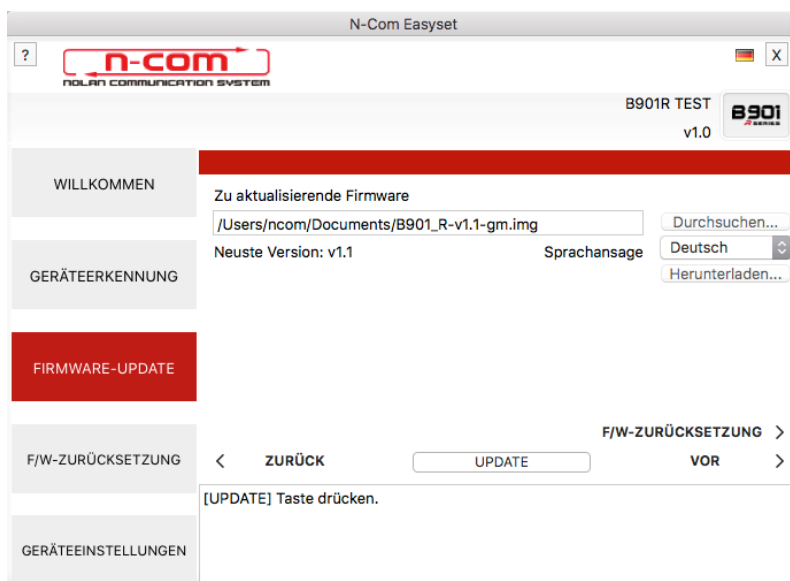 N-Com Easyset
?
n-com
NOLAN COMMUNICATION SYSTEM
X
B901R TEST
v1.0
B901
R SERIES
WILLKOMMEN
GERÄTEERKENNUNG
FIRMWARE-UPDATE
F/W-ZURÜCKSETZUNG
GERÄTEEINSTELLUNGEN
Zu aktualisierende Firmware
/Users/ncom/Documents/B901_R-v1.1-gm.img
Durchsuchen...
Neuste Version: v1.1
Sprachansage
Deutsch
Herunterladen...
F/W-ZURÜCKSETZUNG >
< ZURÜCK
UPDATE
VOR >
[UPDATE] Taste drücken.